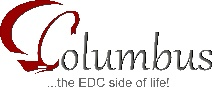 Columbus
...the EDC side of life!